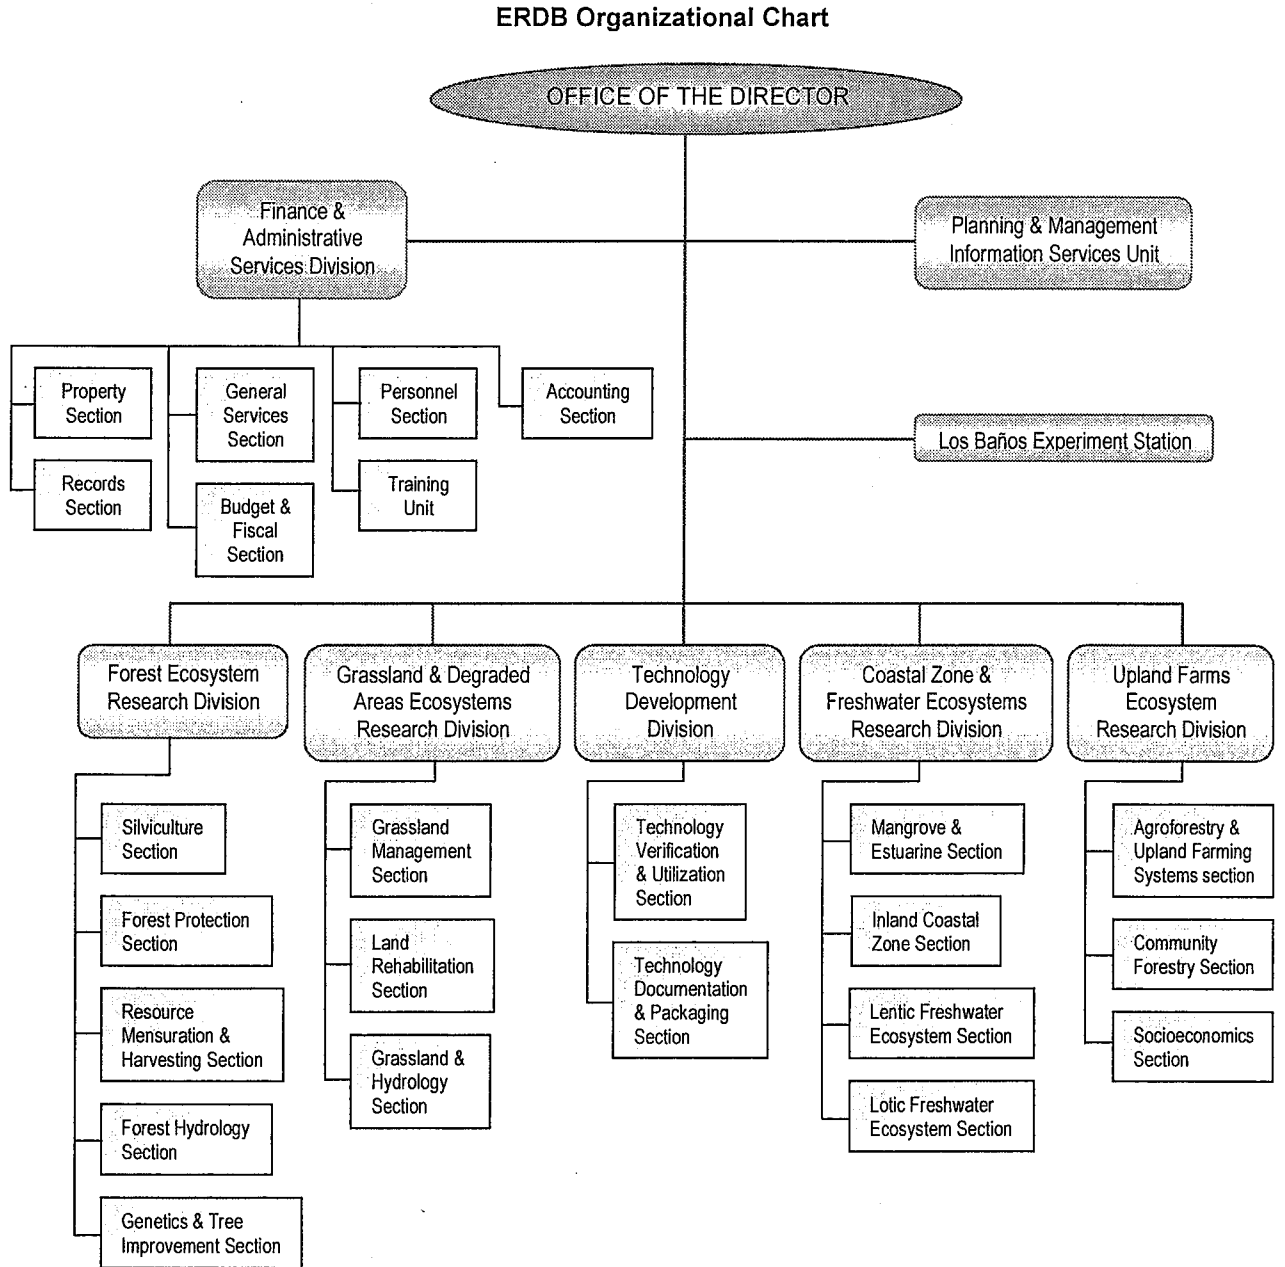 ERDB Organizational Chart
OFFICE OF THE DIRECTOR
Finance &
Administrative
Services Division
Planning & Management
Information Services Unit
Property
Section
General
Services
Section
Personnel
Section
Accounting
Section
Los Baños Experiment Station
Records
Section
Budget &
Fiscal
Section
Training
Unit
Forest Ecosystem
Research Division
Grassland & Degraded
Areas Ecosystems
Research Division
Technology
Development
Division
Coastal Zone &
Freshwater Ecosystems
Research Division
Upland Farms
Ecosystem
Research Division
Silviculture
Section
Forest Protection
Section
Resource
Mensuration &
Harvesting Section
Forest Hydrology
Section
Genetics & Tree
Improvement Section
Grassland
Management
Section
Land
Rehabilitation
Section
Grassland &
Hydrology
Section
Technology
Verification
& Utilization
Section
Technology
Documentation
& Packaging
Section
Mangrove &
Estuarine Section
Inland Coastal
Zone Section
Lentic Freshwater
Ecosystem Section
Lotic Freshwater
Ecosystem Section
Agroforestry &
Upland Farming
Systems section
Community
Forestry Section
Socioeconomics
Section